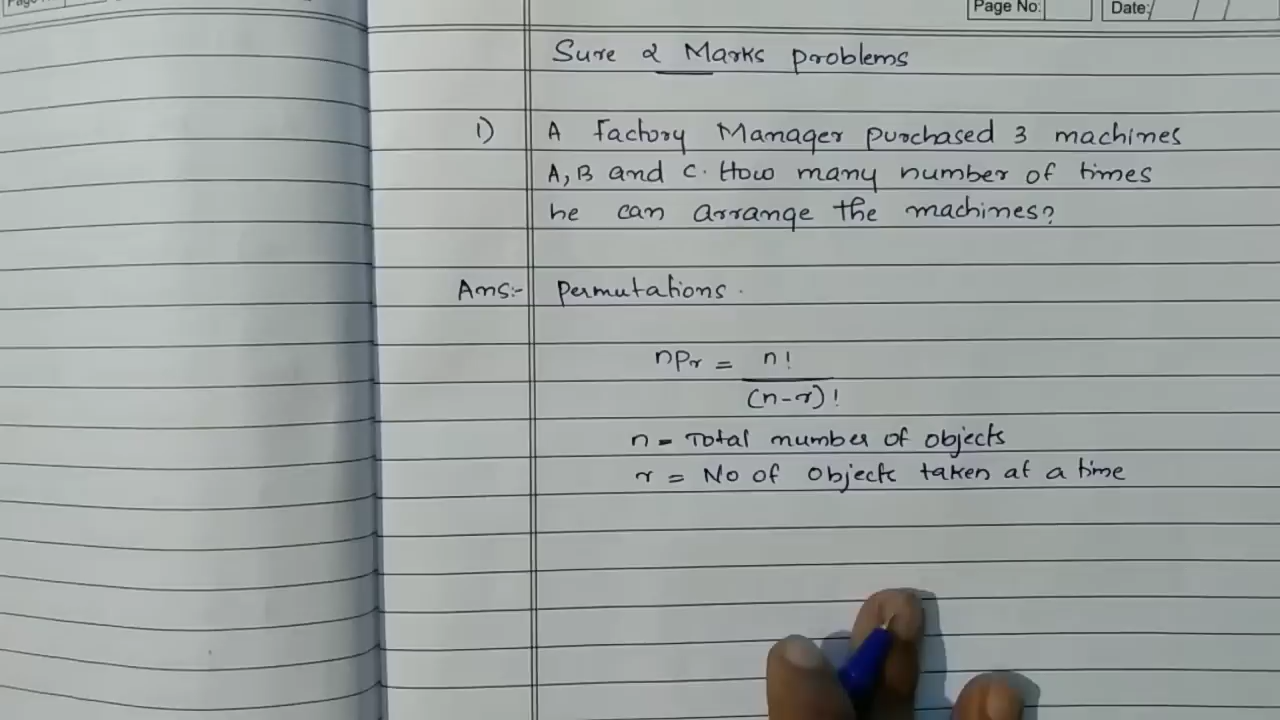 Page No: Date: / / /
Sure 2 Marks problems
1) A Factory Manager purchased 3 machines
A, B and C. How many number of times
he can arrange the machines?
Ans:- permutations.
nPr = n!
(n-r)!
n = Total number of objects
r = No of objects taken at a time